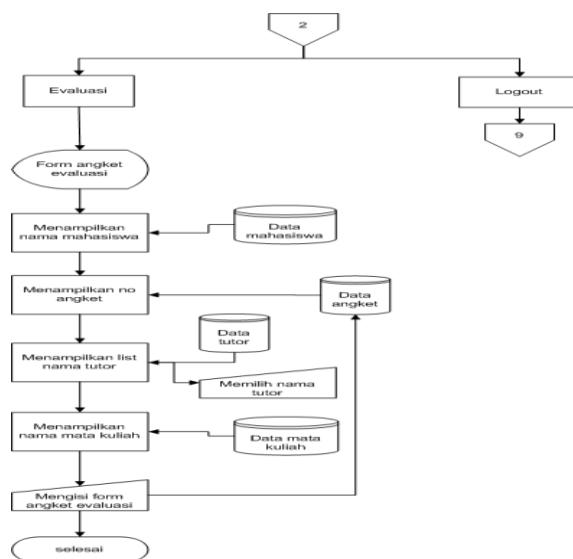 2
Evaluasi
Logout
9
Form angket
evaluasi
Menampilkan
nama mahasiswa
Data
mahasiswa
Menampilkan no
angket
Data
angket
Data
tutor
Menampilkan list
nama tutor
Memilih nama
tutor
Menampilkan
nama mata kuliah
Data mata
kuliah
Mengisi form
angket evaluasi
selesai